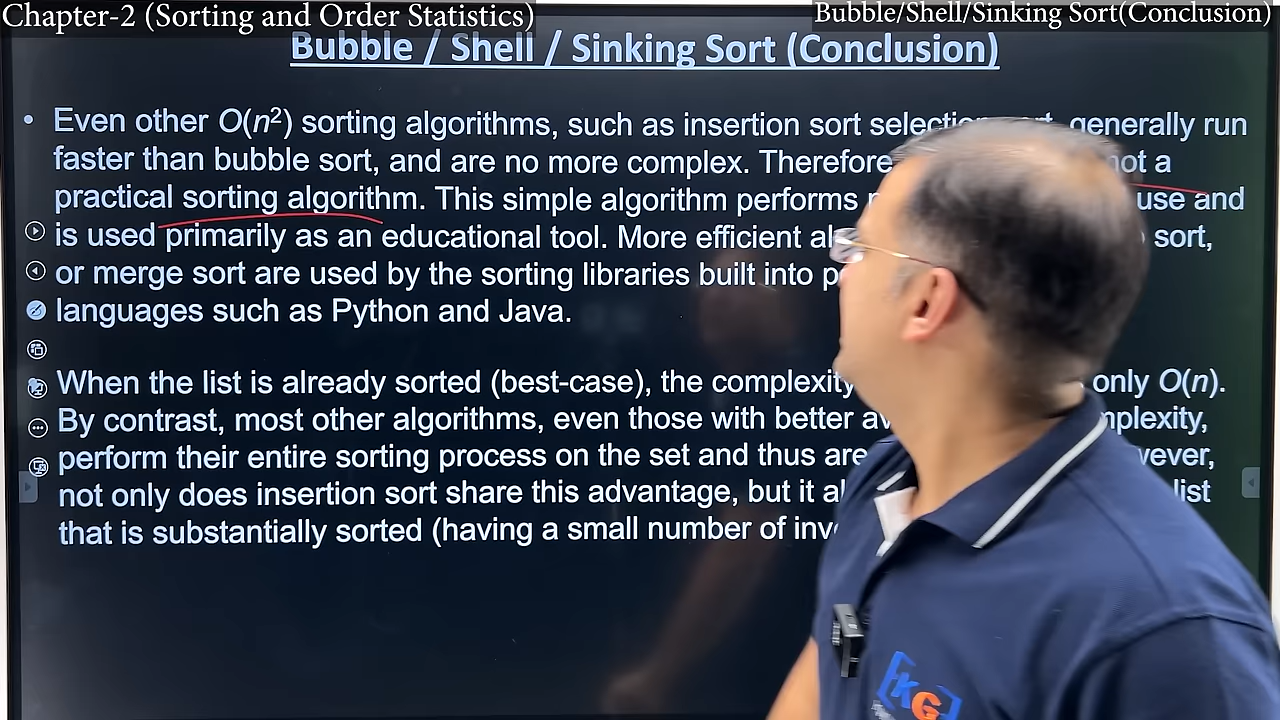 Chapter-2 (Sorting and Order Statistics)
Bubble/Shell/Sinking Sort(Conclusion)
Bubble / Shell / Sinking Sort (Conclusion)
• Even other O(n²) sorting algorithms, such as insertion sort selection sort, generally run
faster than bubble sort, and are no more complex. Therefore not a
practical sorting algorithm. This simple algorithm performs use and
is used primarily as an educational tool. More efficient sort,
or merge sort are used by the sorting libraries built into
languages such as Python and Java.
When the list is already sorted (best-case), the complexity only O(n).
By contrast, most other algorithms, even those with better
perform their entire sorting process on the set and thus are
not only does insertion sort share this advantage, but it list
that is substantially sorted (having a small number of
KG